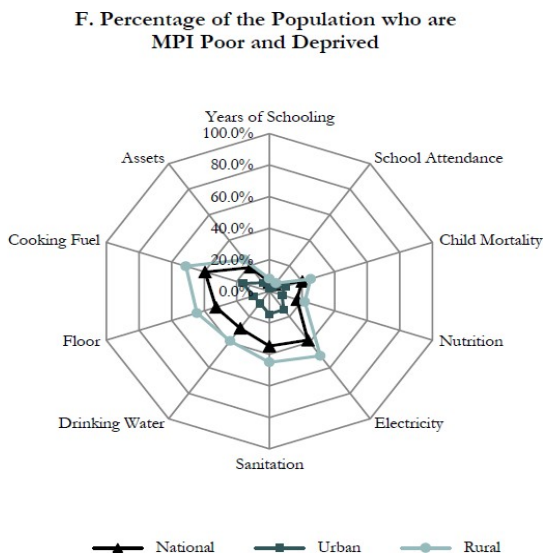 F. Percentage of the Population who are
MPI Poor and Deprived
Years of Schooling
100.0%
Assets
School Attendance
80.0%
60.0%
Cooking Fuel
40.0%
Child Mortality
20.0%
0.0%
Floor
Nutrition
Drinking Water
Electricity
Sanitation
National
Urban
Rural